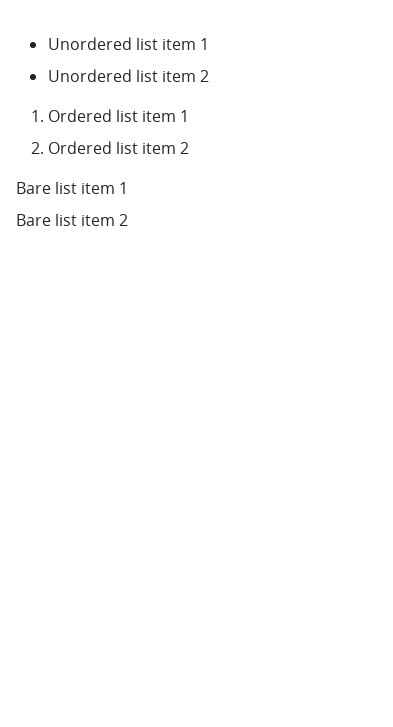 • Unordered list item 1
• Unordered list item 2
1. Ordered list item 1
2. Ordered list item 2
Bare list item 1
Bare list item 2